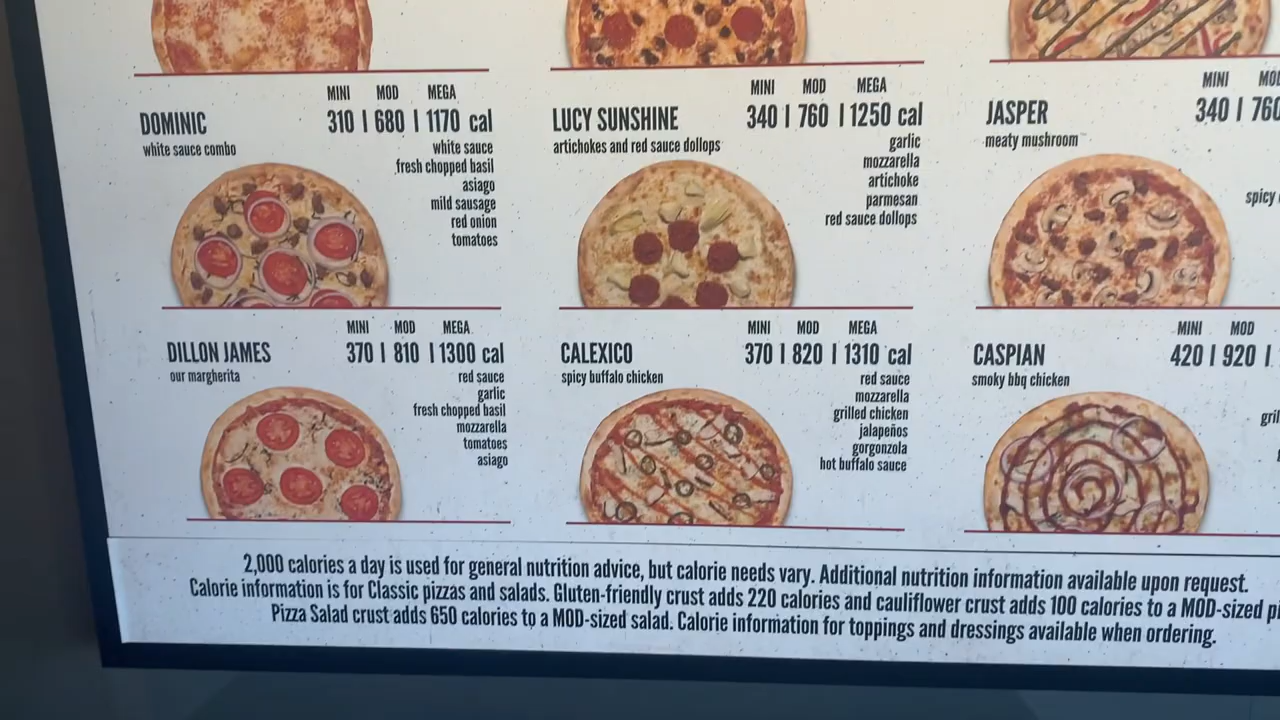 MINI MOD MEGA
DOMINIC 310 | 680 | 1170 cal
white sauce combo
white sauce
fresh chopped basil
asiago
mild sausage
red onion
tomatoes
MINI MOD MEGA
LUCY SUNSHINE 340 | 760 | 1250 cal
artichokes and red sauce dollops
garlic
mozzarella
artichoke
parmesan
red sauce dollops
MINI MOD
JASPER 340 | 760
meaty mushroom™
spicy
MINI MOD MEGA
DILLON JAMES 370 | 810 | 1300 cal
our margherita
red sauce
garlic
fresh chopped basil
mozzarella
tomatoes
asiago
MINI MOD MEGA
CALEXICO 370 | 820 | 1310 cal
spicy buffalo chicken
red sauce
mozzarella
grilled chicken
jalapeños
gorgonzola
hot buffalo sauce
MINI MOD
CASPIAN 420 | 920 |
smoky bbq chicken
2,000 calories a day is used for general nutrition advice, but calorie needs vary. Additional nutrition information available upon request.
Calorie information is for Classic pizzas and salads. Gluten-friendly crust adds 220 calories and cauliflower crust adds 100 calories to a MOD-sized
Pizza Salad crust adds 650 calories to a MOD-sized salad. Calorie information for toppings and dressings available when ordering.